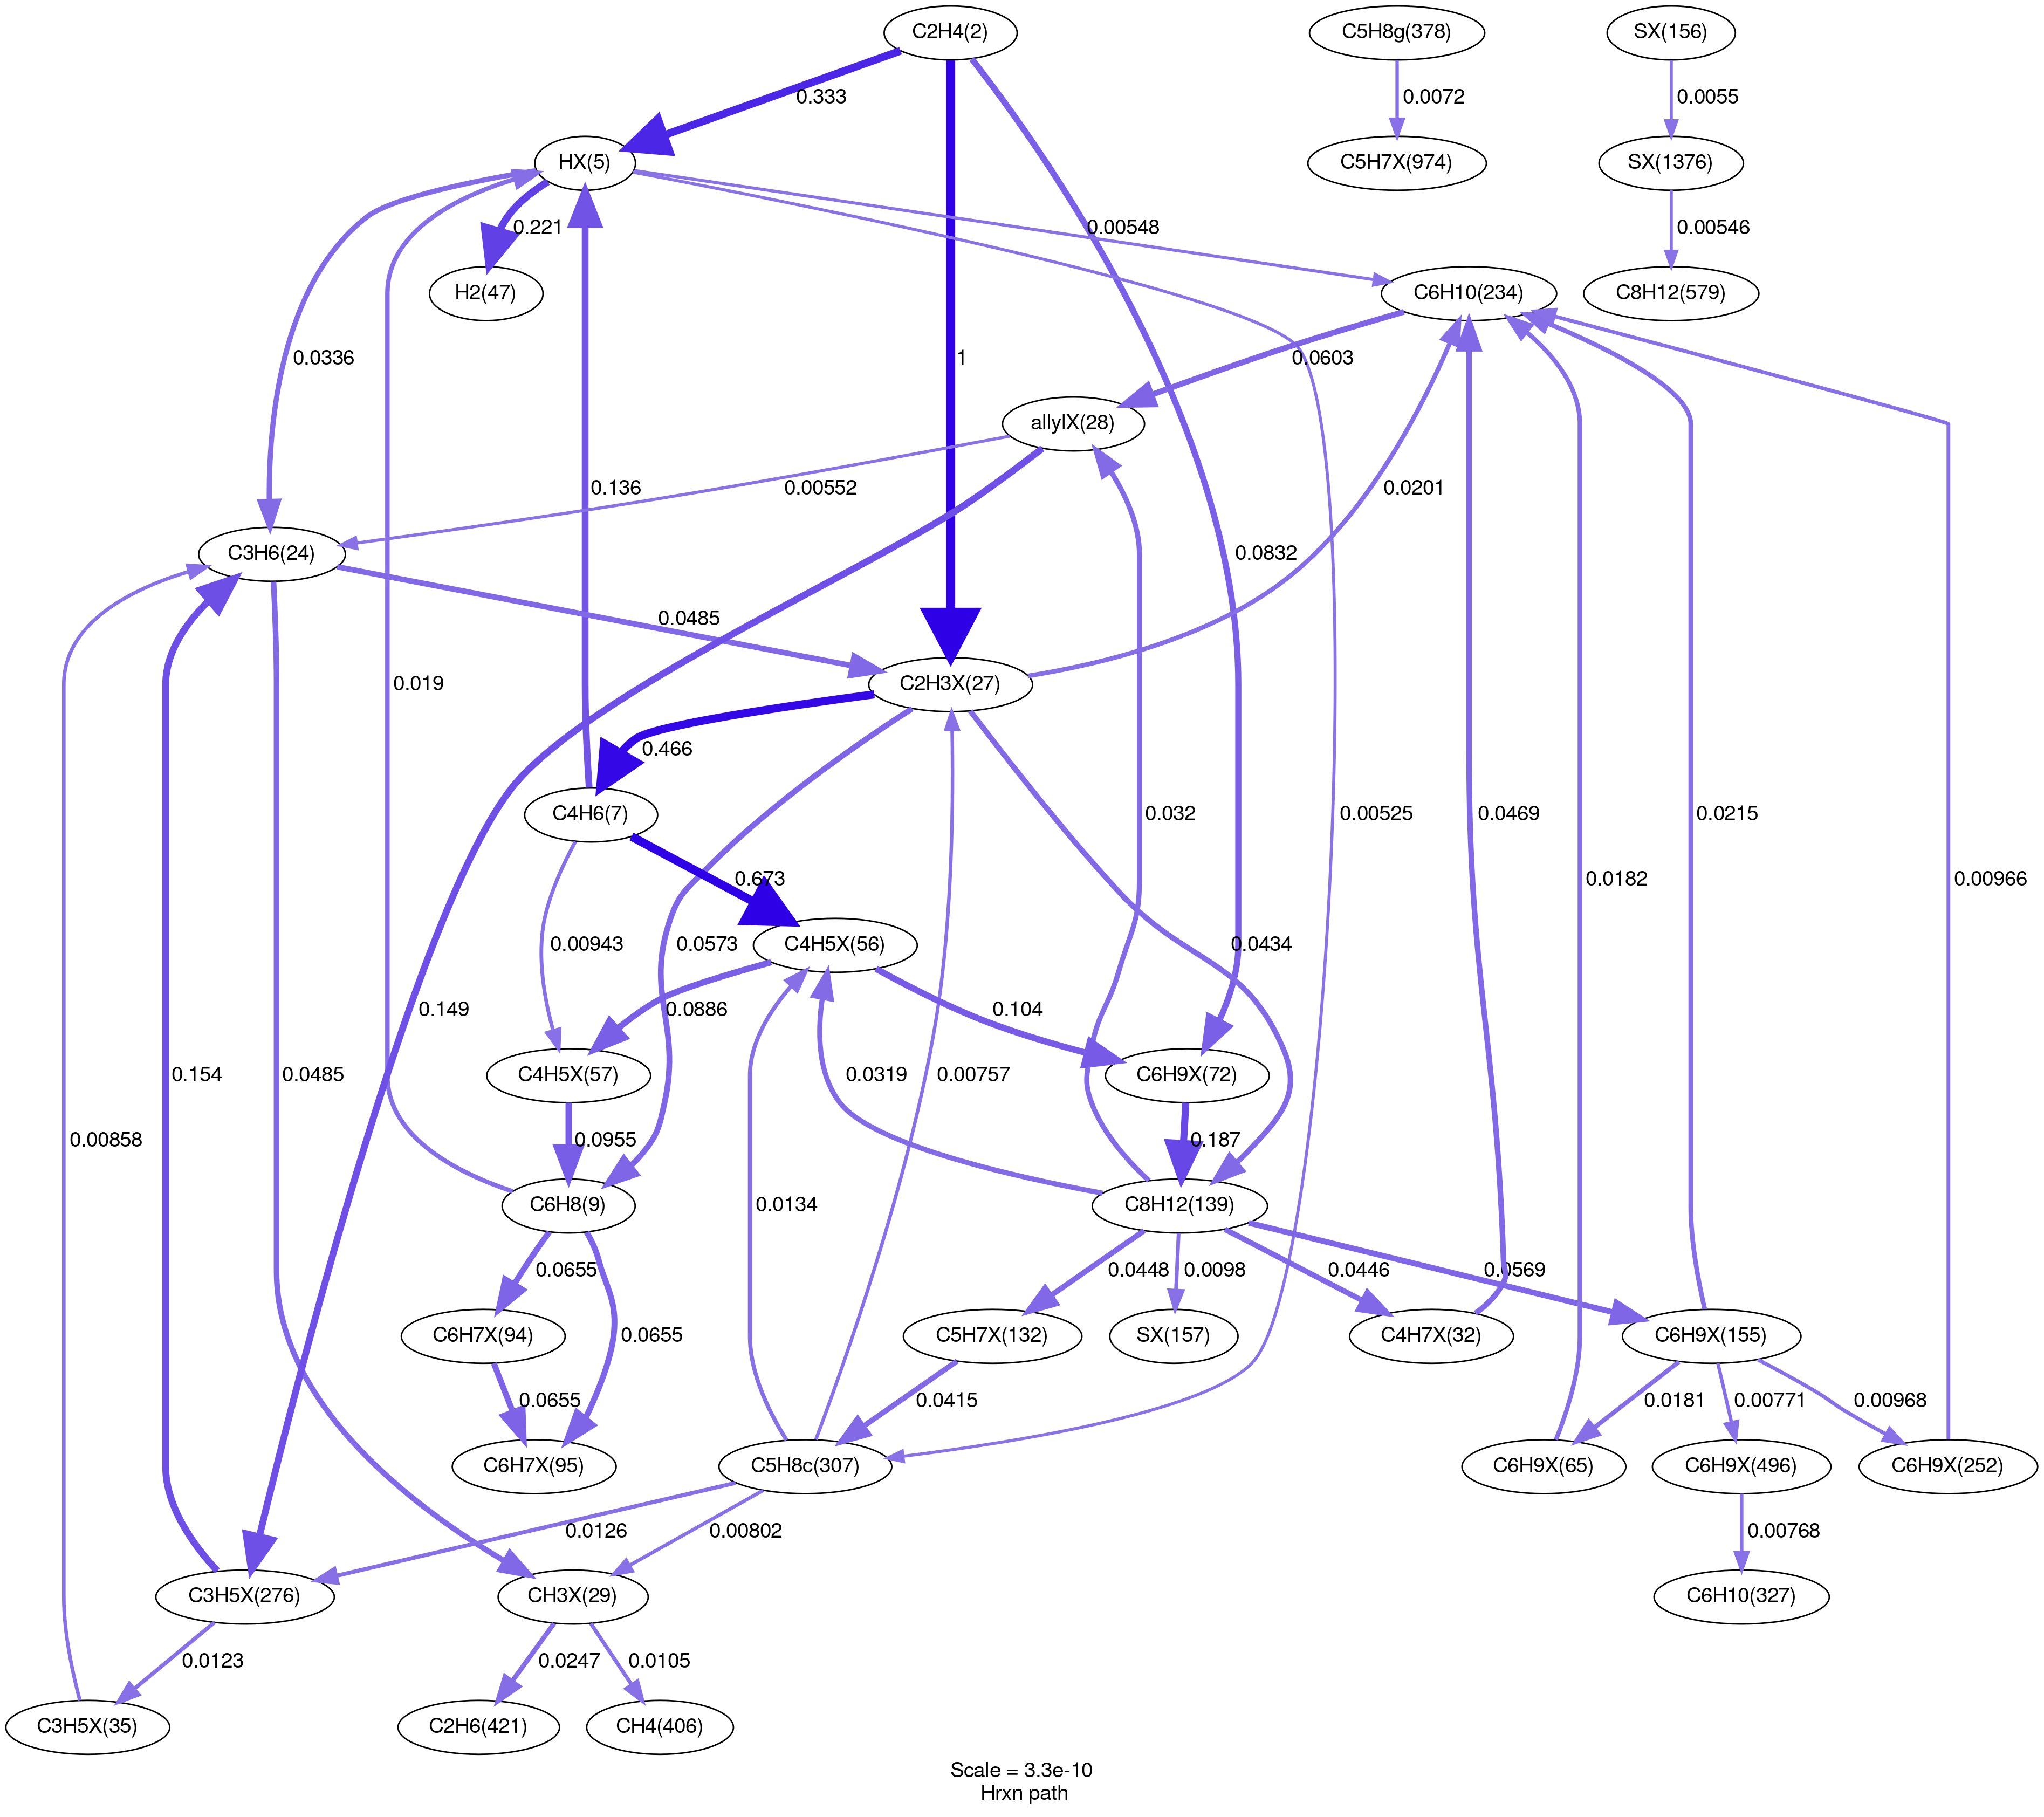 C2H4(2)
C5H8g(378)
SX(156)
0.333
0.0072
0.0055
HX(5)
C5H7X(974)
SX(1376)
0.221
0.00548
0.00546
H2(47)
C6H10(234)
C8H12(579)
0.0336
1
0.0603
allylX(28)
0.00552
0.0201
0.136
C3H6(24)
0.0832
0.0485
C2H3X(27)
0.019
0.466
C4H6(7)
0.032
0.00525
0.0469
0.0215
0.673
0.0182
0.00966
0.00943
0.0573
C4H5X(56)
0.0434
0.149
0.0886
0.104
0.154
0.0485
C4H5X(57)
0.0319
0.00757
C6H9X(72)
0.00858
0.0955
0.187
C6H8(9)
0.0134
C8H12(139)
0.0655
0.0448
0.0098
0.0446
0.0569
C6H7X(94)
0.0655
C5H7X(132)
SX(157)
C4H7X(32)
C6H9X(155)
0.0655
0.0415
0.0181
0.00771
0.00968
C6H7X(95)
C5H8c(307)
C6H9X(65)
C6H9X(496)
C6H9X(252)
0.0126
0.00802
0.00768
C3H5X(276)
CH3X(29)
C6H10(327)
0.0123
0.0247
0.0105
C3H5X(35)
C2H6(421)
CH4(406)
Scale = 3.3e-10
Hrxn path